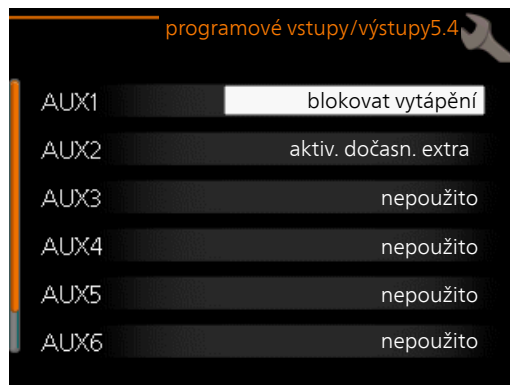 programové vstupy/výstupy5.4
AUX1 blokovat vytápění
AUX2 aktiv. dočasn. extra
AUX3 nepoužito
AUX4 nepoužito
AUX5 nepoužito
AUX6 nepoužito